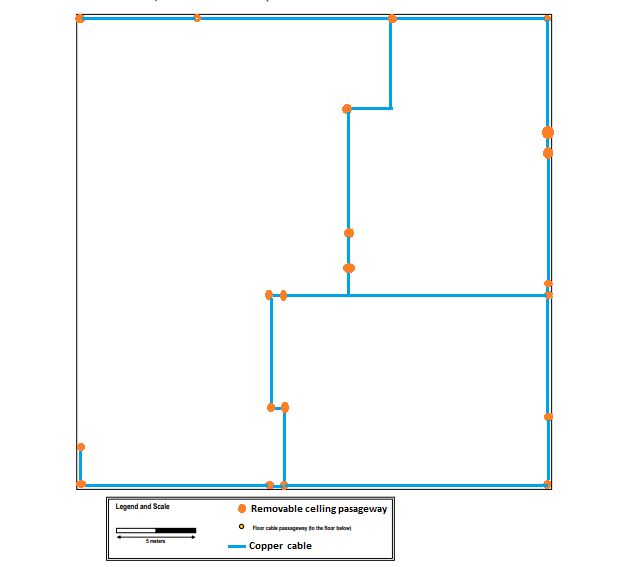 Legend and Scale
Removable celling pasageway
Floor cable passageway (to the floor below)
5 meters
Copper cable